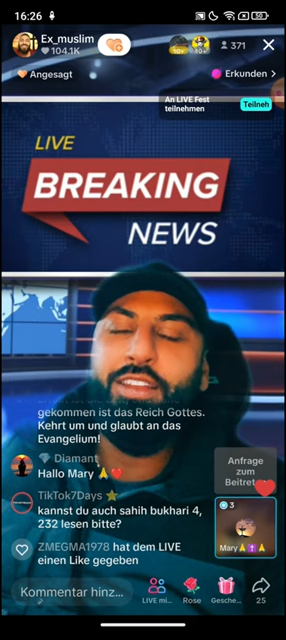 16:26
50
Ex_muslim
104.1K
10+
10+
371
Angesagt
Erkunden >
An LIVE Fest
teilnehmen
Teilneh
LIVE
BREAKING
NEWS
gekommen ist das Reich Gottes.
Kehrt um und glaubt an das
Evangelium!
Diamant
Hallo Mary 🙏❤️
TikTok7Days ⭐
kannst du auch sahih bukhari 4,
232 lesen bitte?
ZMEGMA1978 hat dem LIVE
einen Like gegeben
Anfrage
zum
Beitret
3
Mary🙏✝️🙏
Kommentar hinz...
LIVE mi...
Rose
Gesche...
25